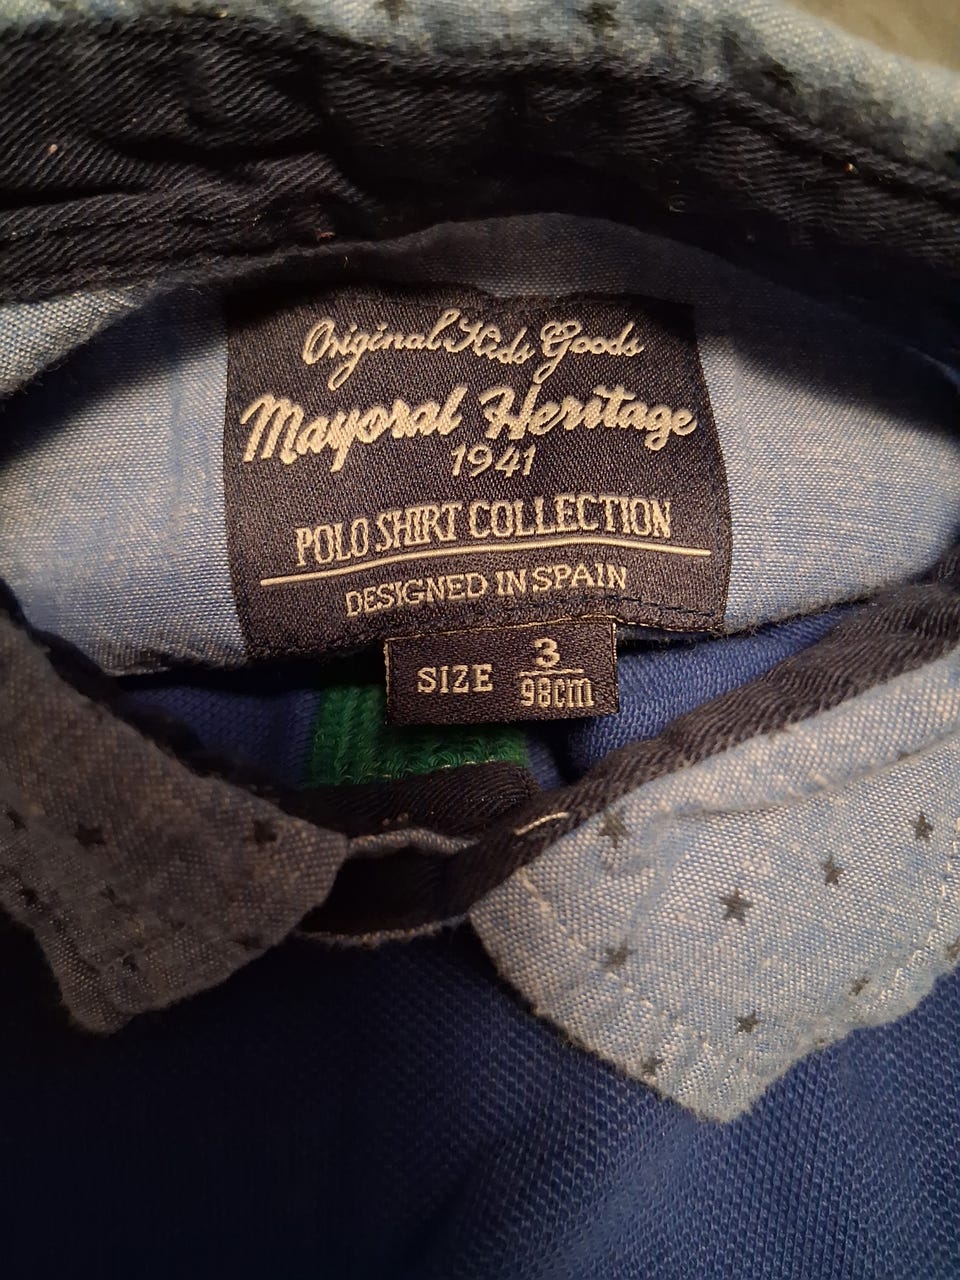 Original Kids Goods
Mayoral Heritage
1941
POLO SHIRT COLLECTION
DESIGNED IN SPAIN
SIZE 3
98cm